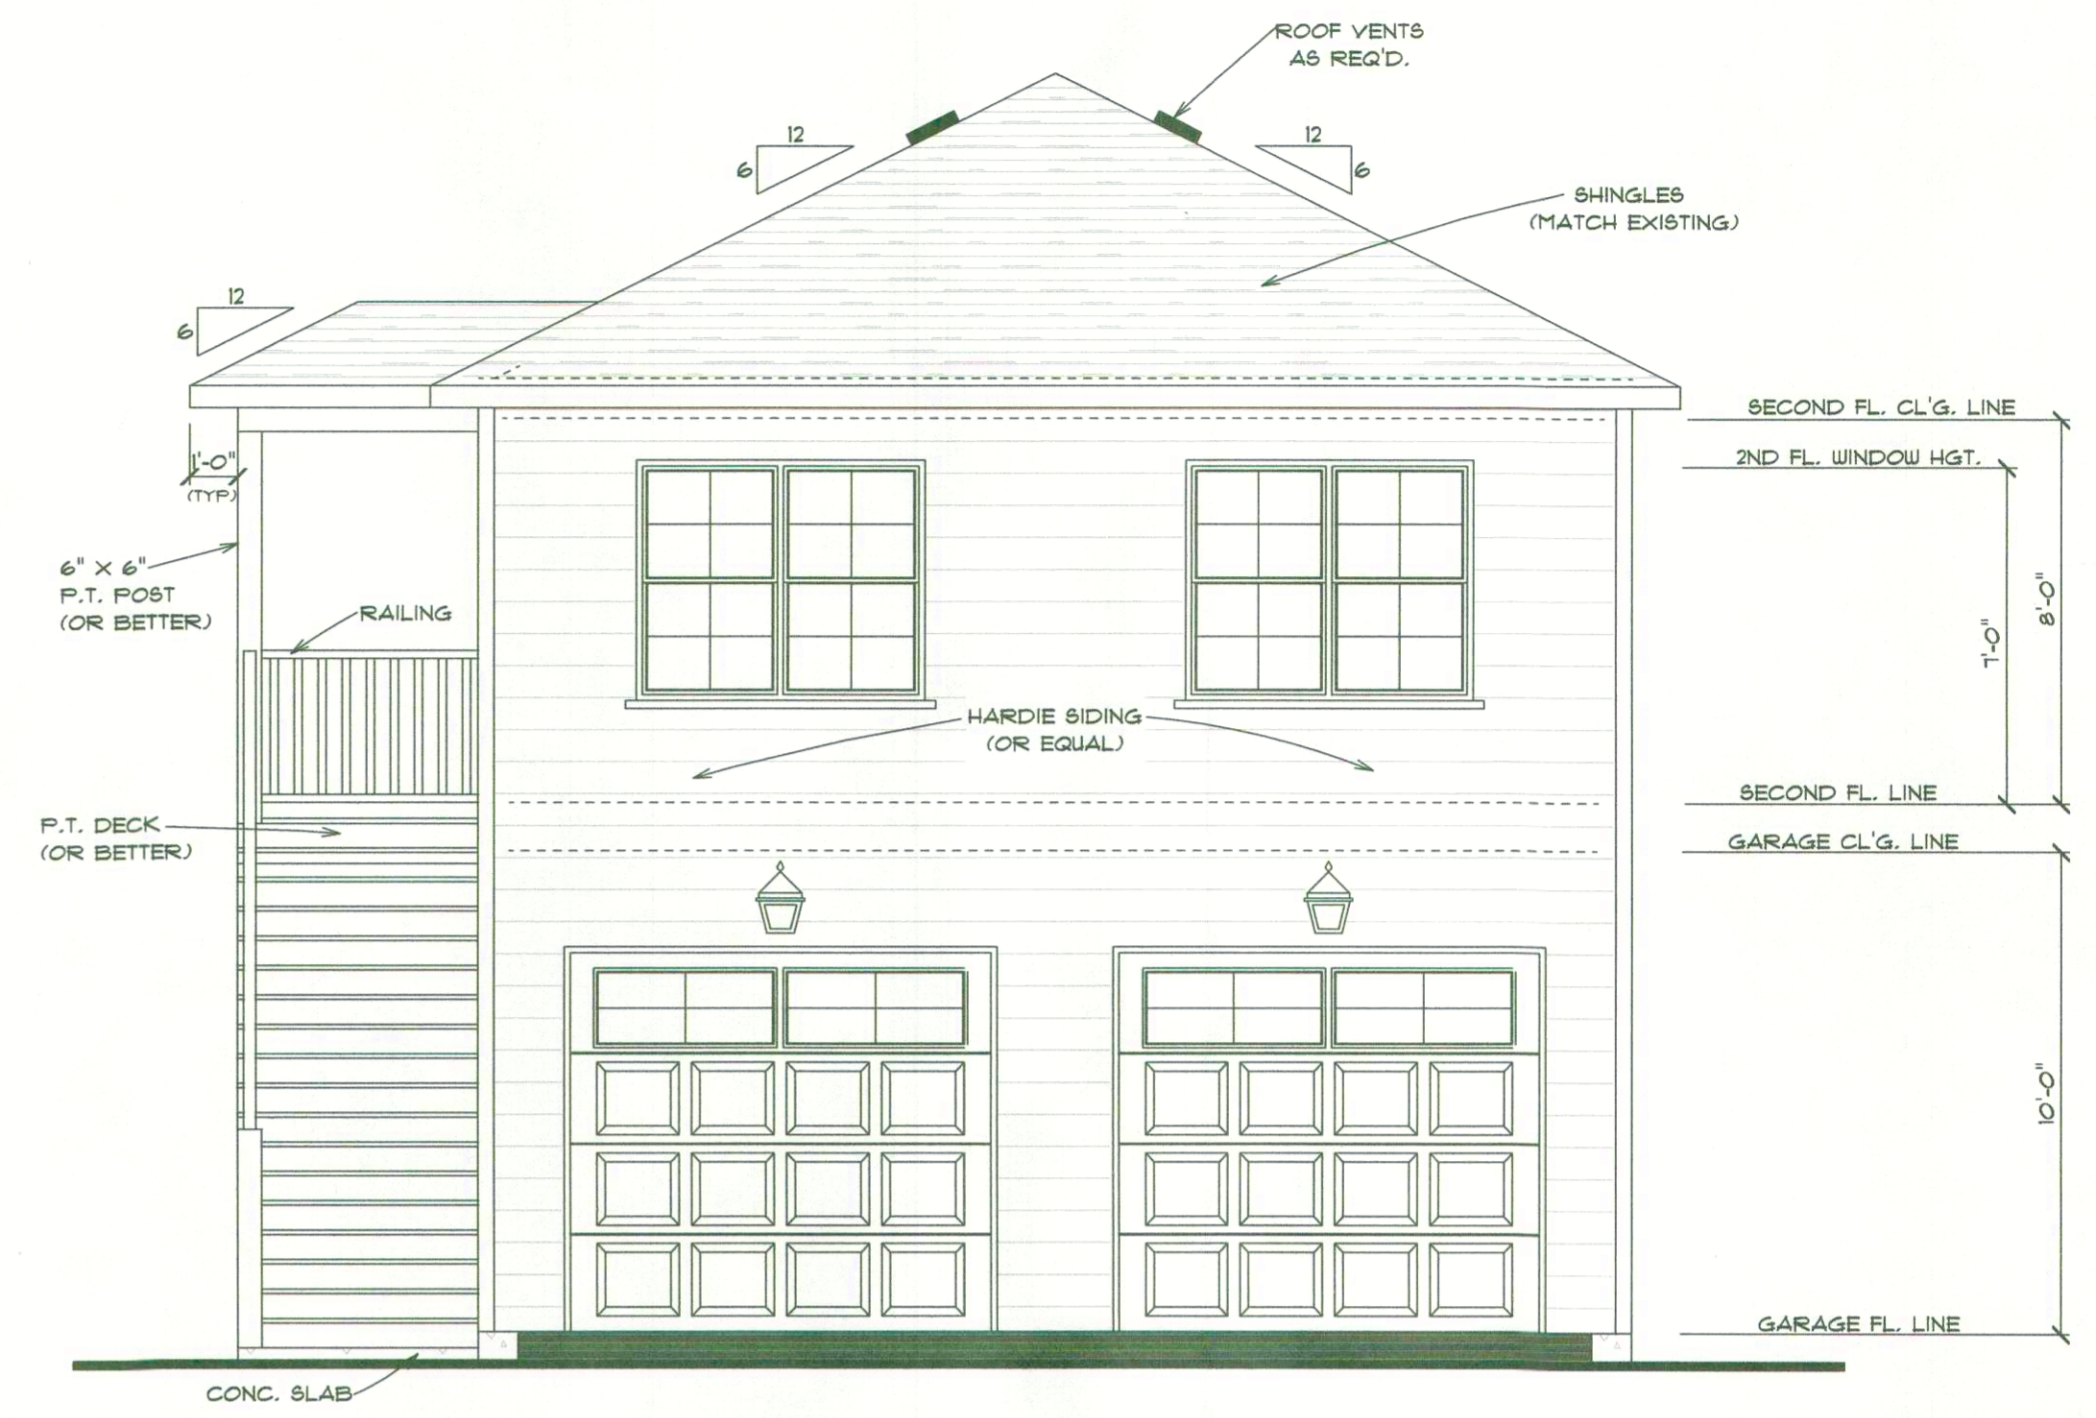 ROOF VENTS
AS REQ'D.
12
6
12
6
SHINGLES
(MATCH EXISTING)
12
6
SECOND FL. CL'G. LINE
2ND FL. WINDOW HGT.
1'-0"
(TYP)
6" X 6"
P.T. POST
(OR BETTER)
RAILING
8'-0"
7'-0"
HARDIE SIDING
(OR EQUAL)
SECOND FL. LINE
P.T. DECK
(OR BETTER)
GARAGE CL'G. LINE
10'-0"
GARAGE FL. LINE
CONC. SLAB